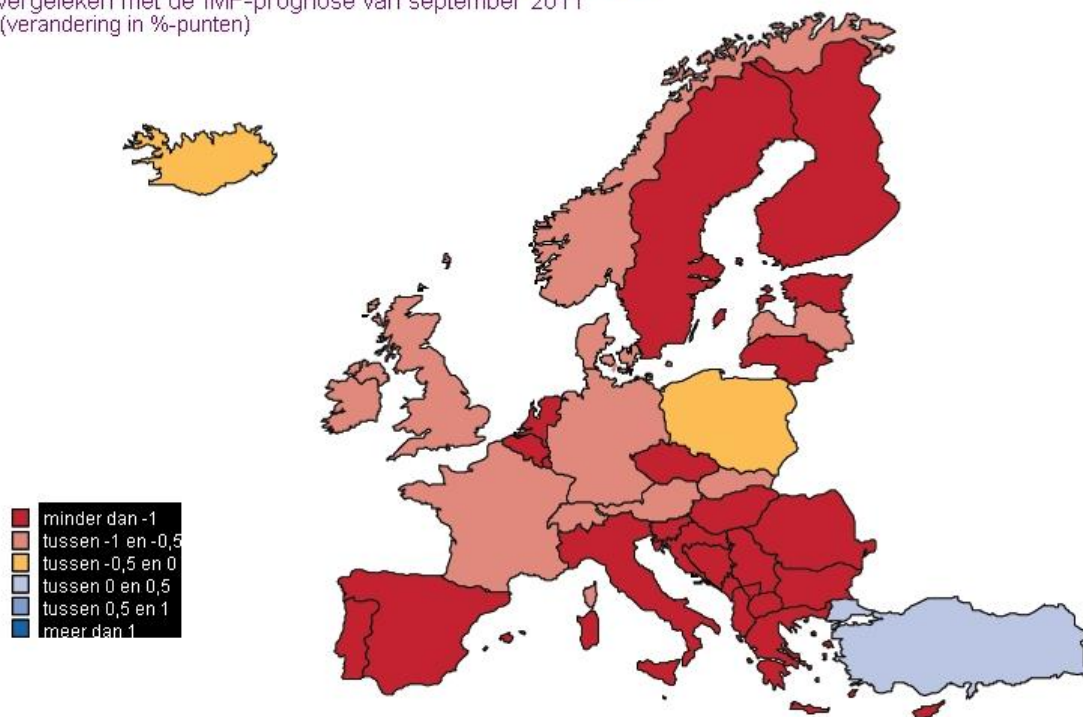 vergeleken met de IMF-prognose van september 2011
(verandering in %-punten)
minder dan -1
tussen -1 en -0,5
tussen -0,5 en 0
tussen 0 en 0,5
tussen 0,5 en 1
meer dan 1